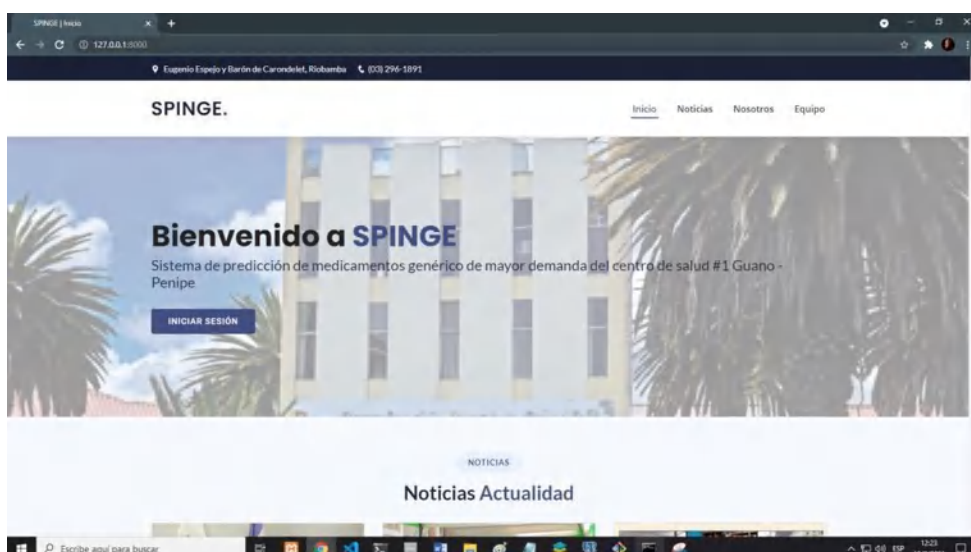 SPINGE | Inicio
127.0.0.1:8000
Eugenio Espejo y Barón de Carondelet, Riobamba (03) 296-1891
SPINGE.
Inicio Noticias Nosotros Equipo
Bienvenido a SPINGE
Sistema de predicción de medicamentos genérico de mayor demanda del centro de salud #1 Guano -
Penipe
INICIAR SESIÓN
NOTICIAS
Noticias Actualidad
Escribe aquí para buscar
ESP
12:23